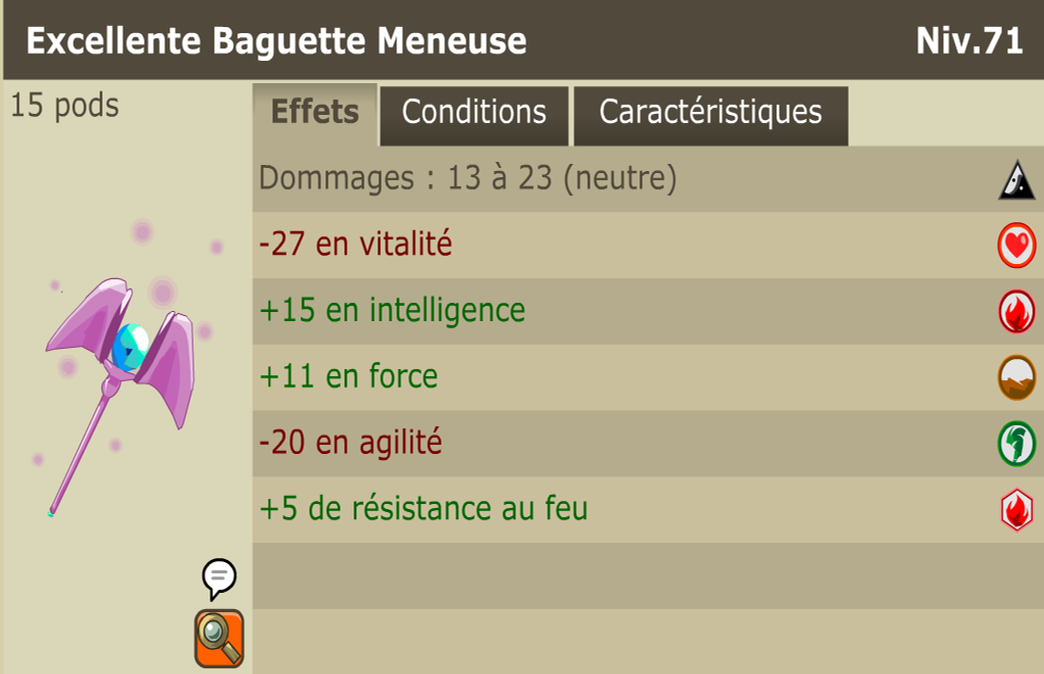 Excellente Baguette Meneuse
Niv.71
15 pods
Effets
Conditions
Caractéristiques
Dommages : 13 à 23 (neutre)
-27 en vitalité
+15 en intelligence
+11 en force
-20 en agilité
+5 de résistance au feu